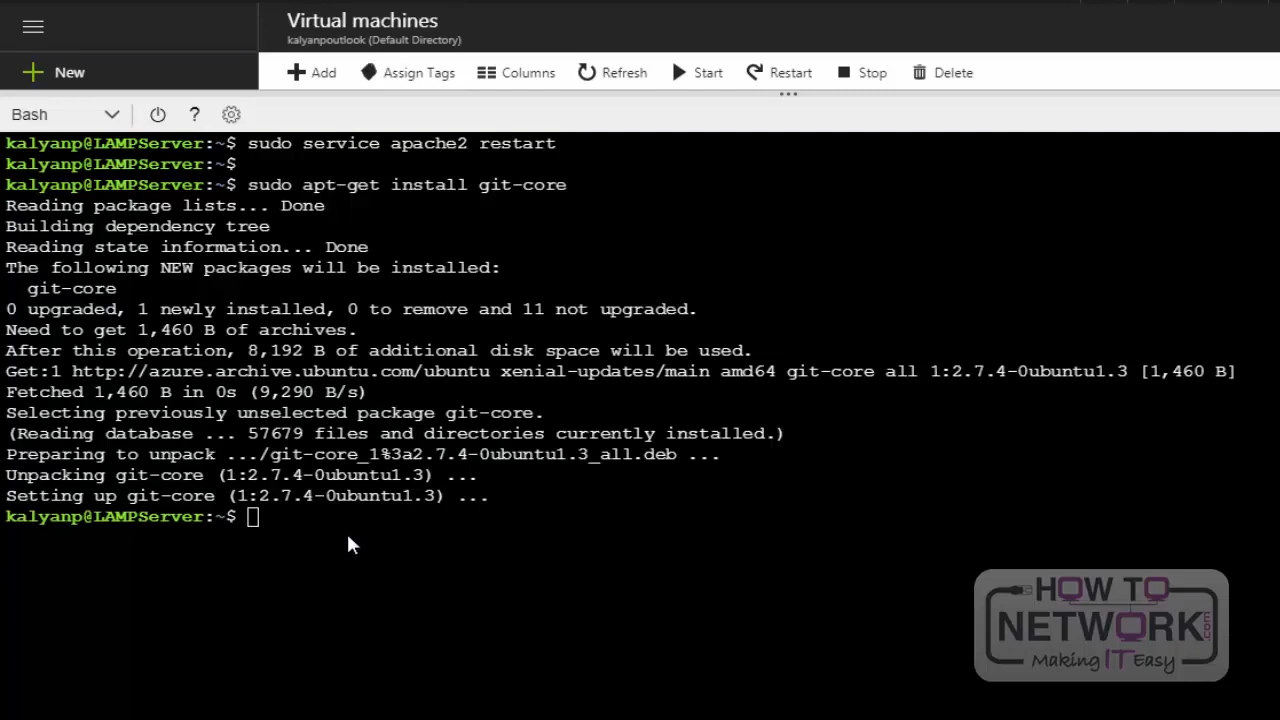 Virtual machines
kalyanpoutlook (Default Directory)
New
Add Assign Tags Columns Refresh Start Restart Stop Delete
Bash ?
kalyanp@LAMPServer:~$ sudo service apache2 restart
kalyanp@LAMPServer:~$
kalyanp@LAMPServer:~$ sudo apt-get install git-core
Reading package lists... Done
Building dependency tree
Reading state information... Done
The following NEW packages will be installed:
git-core
0 upgraded, 1 newly installed, 0 to remove and 11 not upgraded.
Need to get 1,460 B of archives.
After this operation, 8,192 B of additional disk space will be used.
Get:1 http://azure.archive.ubuntu.com/ubuntu xenial-updates/main amd64 git-core all 1:2.7.4-0ubuntu1.3 [1,460 B]
Fetched 1,460 B in 0s (9,290 B/s)
Selecting previously unselected package git-core.
(Reading database ... 57679 files and directories currently installed.)
Preparing to unpack .../git-core_1%3a2.7.4-0ubuntu1.3_all.deb ...
Unpacking git-core (1:2.7.4-0ubuntu1.3) ...
Setting up git-core (1:2.7.4-0ubuntu1.3) ...
kalyanp@LAMPServer:~$
HOW TO
NETWORK.com
Making IT Easy